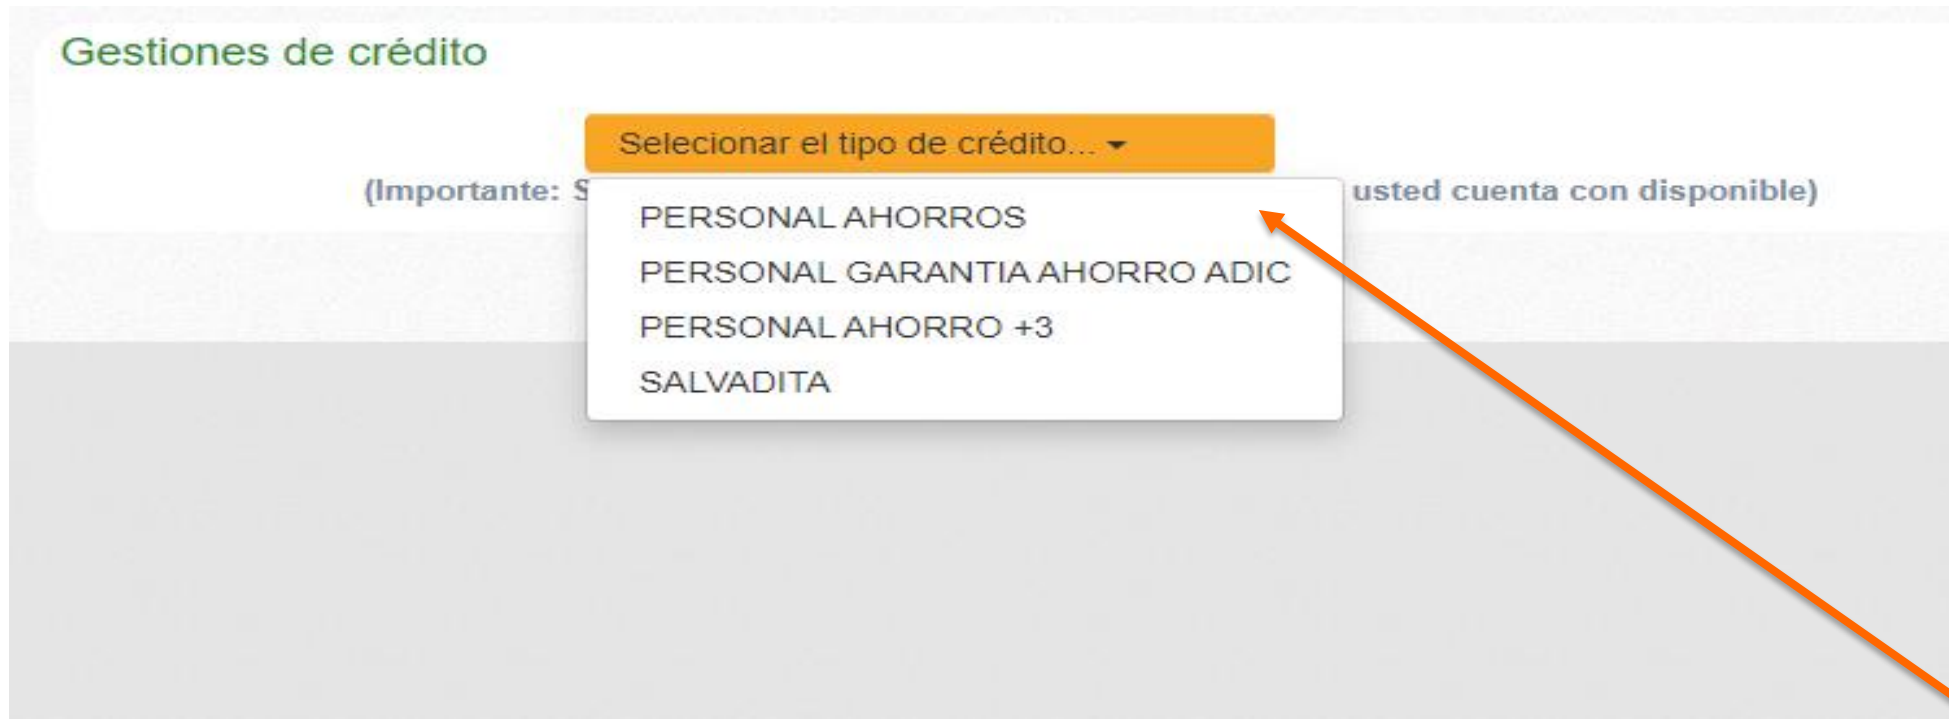 Gestiones de crédito
Selecionar el tipo de crédito...
(Importante: usted cuenta con disponible)
PERSONAL AHORROS
PERSONAL GARANTIA AHORRO ADIC
PERSONAL AHORRO +3
SALVADITA